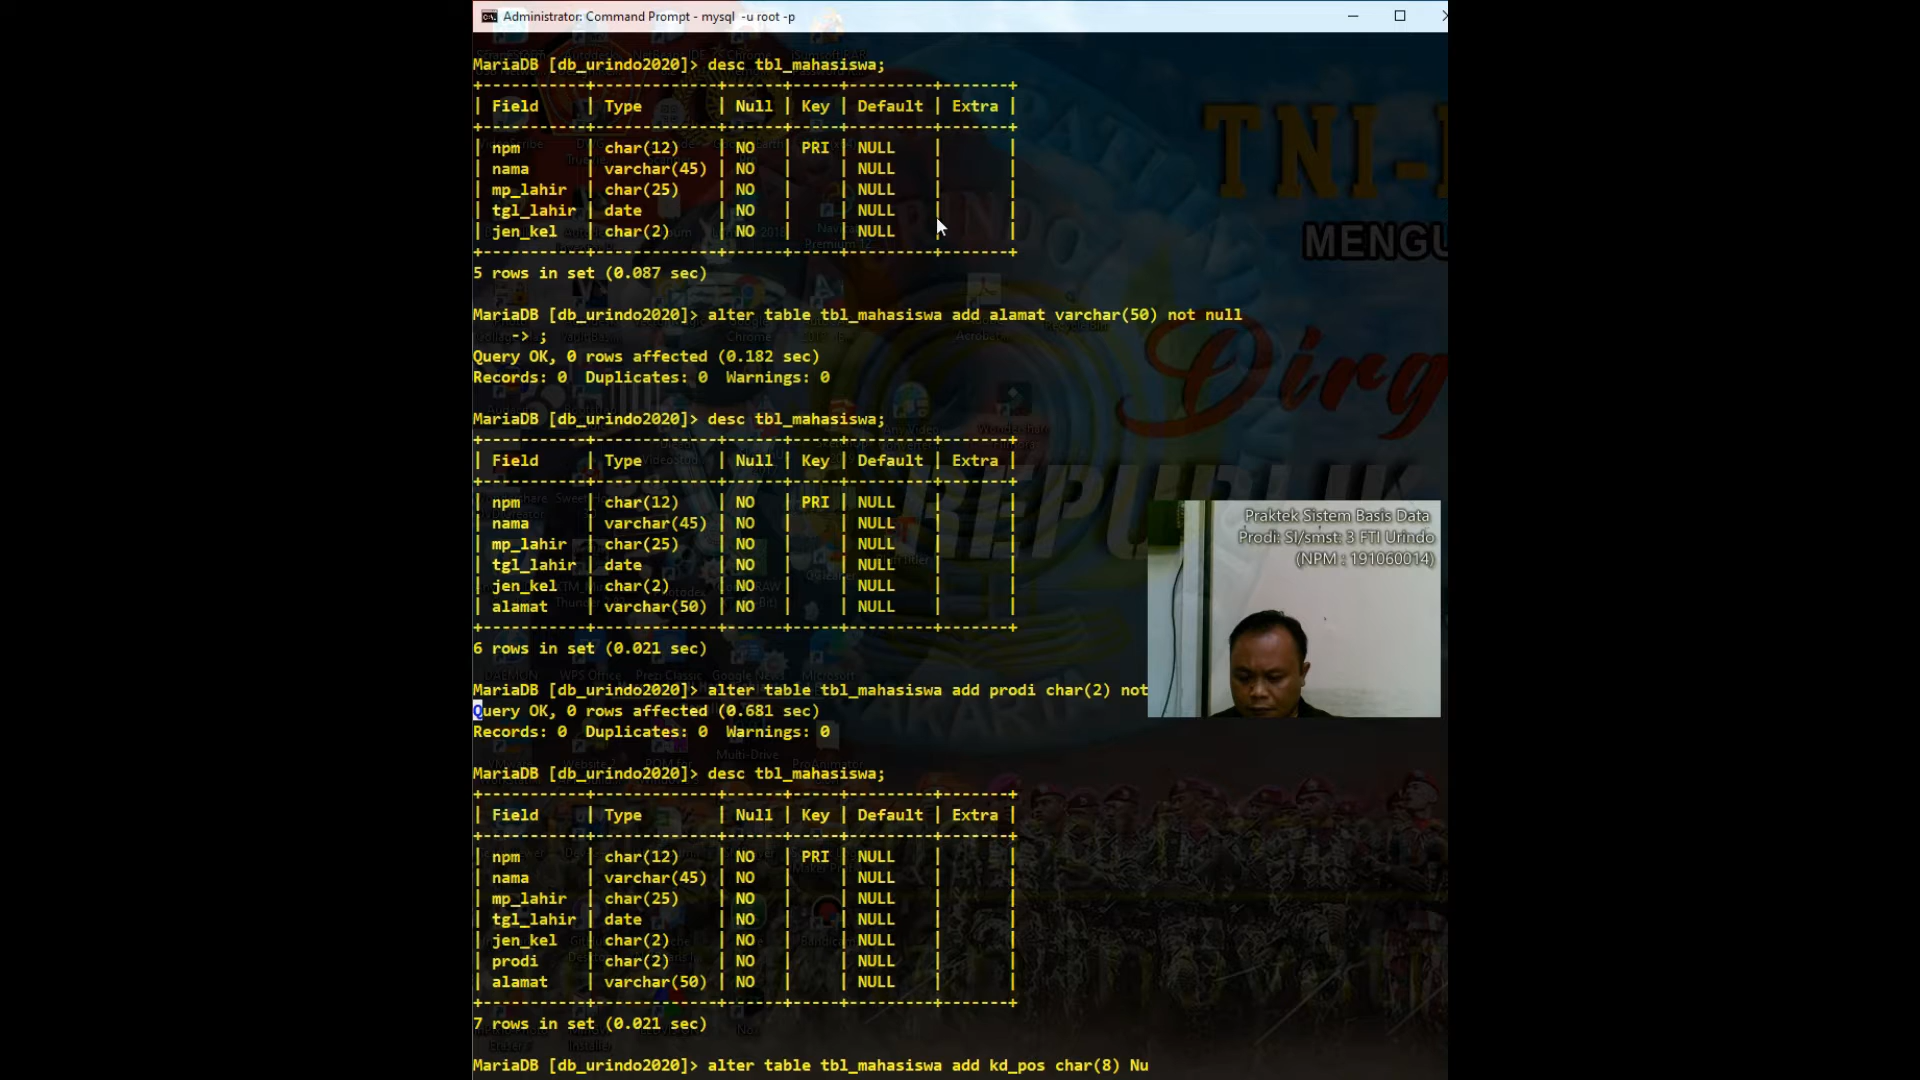 Administrator: Command Prompt - mysql -u root -p
MariaDB [db_urindo2020]> desc tbl_mahasiswa;
+-----------+-------------+------+-----+---------+-------+
| Field     | Type        | Null | Key | Default | Extra |
+-----------+-------------+------+-----+---------+-------+
| npm       | char(12)    | NO   | PRI | NULL    |       |
| nama      | varchar(45) | NO   |     | NULL    |       |
| mp_lahir  | char(25)    | NO   |     | NULL    |       |
| tgl_lahir | date        | NO   |     | NULL    |       |
| jen_kel   | char(2)     | NO   |     | NULL    |       |
+-----------+-------------+------+-----+---------+-------+
5 rows in set (0.087 sec)
MariaDB [db_urindo2020]> alter table tbl_mahasiswa add alamat varchar(50) not null
    -> ;
Query OK, 0 rows affected (0.182 sec)
Records: 0  Duplicates: 0  Warnings: 0
MariaDB [db_urindo2020]> desc tbl_mahasiswa;
+-----------+-------------+------+-----+---------+-------+
| Field     | Type        | Null | Key | Default | Extra |
+-----------+-------------+------+-----+---------+-------+
| npm       | char(12)    | NO   | PRI | NULL    |       |
| nama      | varchar(45) | NO   |     | NULL    |       |
| mp_lahir  | char(25)    | NO   |     | NULL    |       |
| tgl_lahir | date        | NO   |     | NULL    |       |
| jen_kel   | char(2)     | NO   |     | NULL    |       |
| alamat    | varchar(50) | NO   |     | NULL    |       |
+-----------+-------------+------+-----+---------+-------+
6 rows in set (0.021 sec)
MariaDB [db_urindo2020]> alter table tbl_mahasiswa add prodi char(2) not
Query OK, 0 rows affected (0.681 sec)
Records: 0  Duplicates: 0  Warnings: 0
MariaDB [db_urindo2020]> desc tbl_mahasiswa;
+-----------+-------------+------+-----+---------+-------+
| Field     | Type        | Null | Key | Default | Extra |
+-----------+-------------+------+-----+---------+-------+
| npm       | char(12)    | NO   | PRI | NULL    |       |
| nama      | varchar(45) | NO   |     | NULL    |       |
| mp_lahir  | char(25)    | NO   |     | NULL    |       |
| tgl_lahir | date        | NO   |     | NULL    |       |
| jen_kel   | char(2)     | NO   |     | NULL    |       |
| prodi     | char(2)     | NO   |     | NULL    |       |
| alamat    | varchar(50) | NO   |     | NULL    |       |
+-----------+-------------+------+-----+---------+-------+
7 rows in set (0.021 sec)
MariaDB [db_urindo2020]> alter table tbl_mahasiswa add kd_pos char(8) Nu
TNI-
MENGU
Dirg
REPUBLIK
Praktek Sistem Basis Data
Prodi: SI/smst: 3 FTI Urindo
(NPM : 191060014)